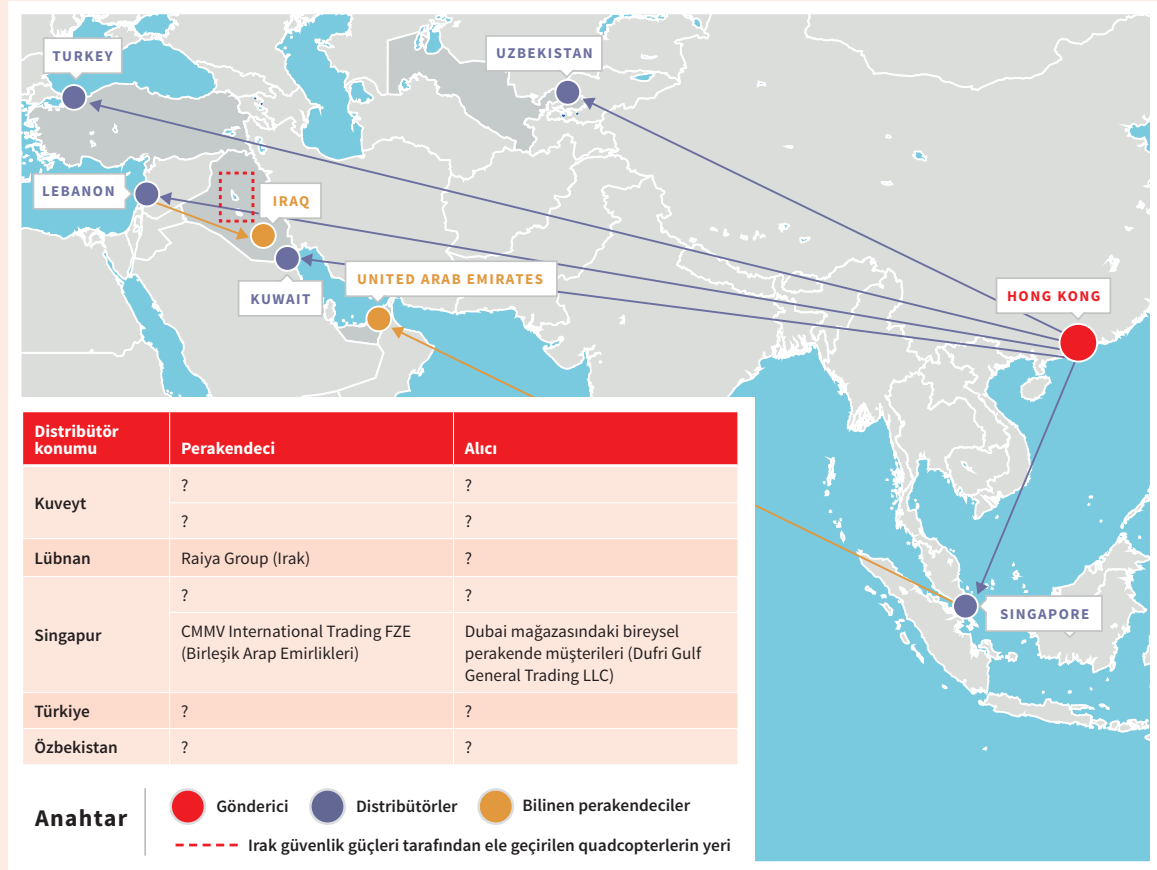 TURKEY
UZBEKISTAN
LEBANON
IRAQ
KUWAIT
UNITED ARAB EMIRATES
HONG KONG
SINGAPORE
Distribütör
konumu
Perakendeci
Alıcı
Kuveyt
?
?
?
?
Lübnan
Raiya Group (Irak)
?
Singapur
?
?
CMMV International Trading FZE
(Birleşik Arap Emirlikleri)
Dubai mağazasındaki bireysel
perakende müşterileri (Dufri Gulf
General Trading LLC)
Türkiye
?
?
Özbekistan
?
?
Anahtar
Gönderici
Distribütörler
Bilinen perakendeciler
Irak güvenlik güçleri tarafından ele geçirilen quadcopterlerin yeri